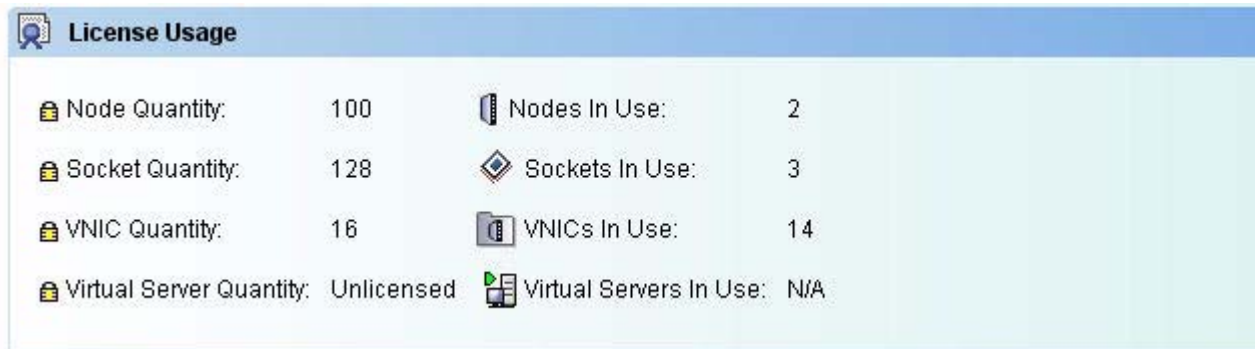 License Usage
Node Quantity: 100 Nodes In Use: 2
Socket Quantity: 128 Sockets In Use: 3
VNIC Quantity: 16 VNICs In Use: 14
Virtual Server Quantity: Unlicensed Virtual Servers In Use: N/A